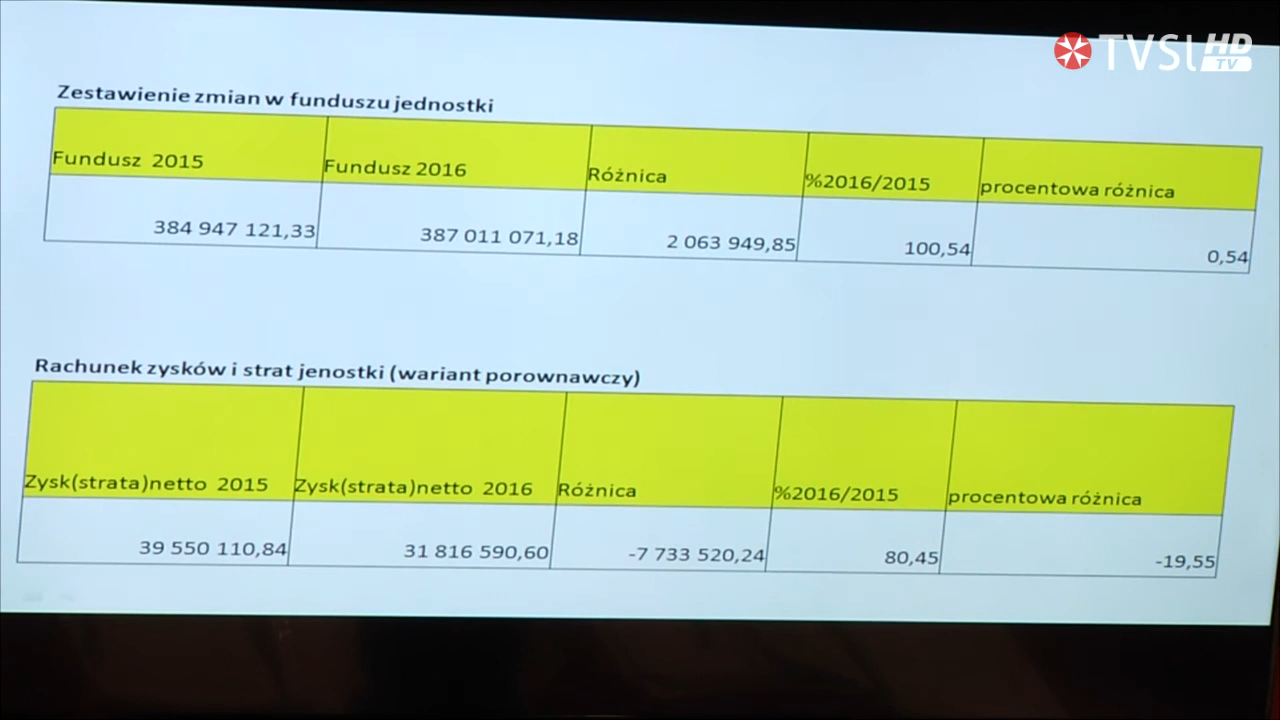 TVSL HD TV
Zestawienie zmian w funduszu jednostki
Fundusz 2015 Fundusz 2016 Różnica %2016/2015 procentowa różnica
384 947 121,33 387 011 071,18 2 063 949,85 100,54 0,54
Rachunek zysków i strat jenostki (wariant porownawczy)
Zysk(strata)netto 2015 Zysk(strata)netto 2016 Różnica %2016/2015 procentowa różnica
39 550 110,84 31 816 590,60 -7 733 520,24 80,45 -19,55